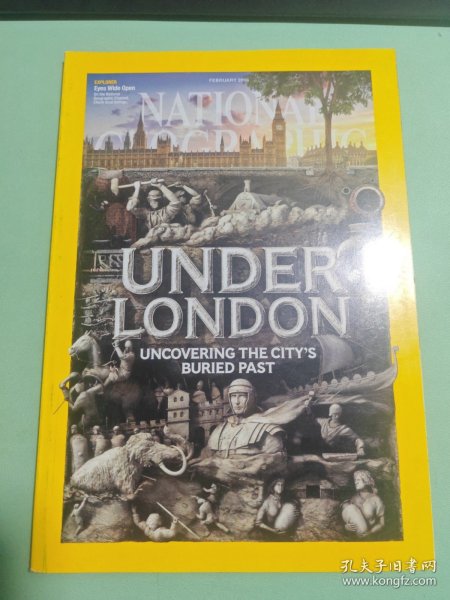 EXPLORER
Eyes Wide Open
FEBRUARY 2016
NATIONAL
GEOGRAPHIC
UNDER
LONDON
UNCOVERING THE CITY'S
BURIED PAST
孔夫子旧书网
www.kongfz.com